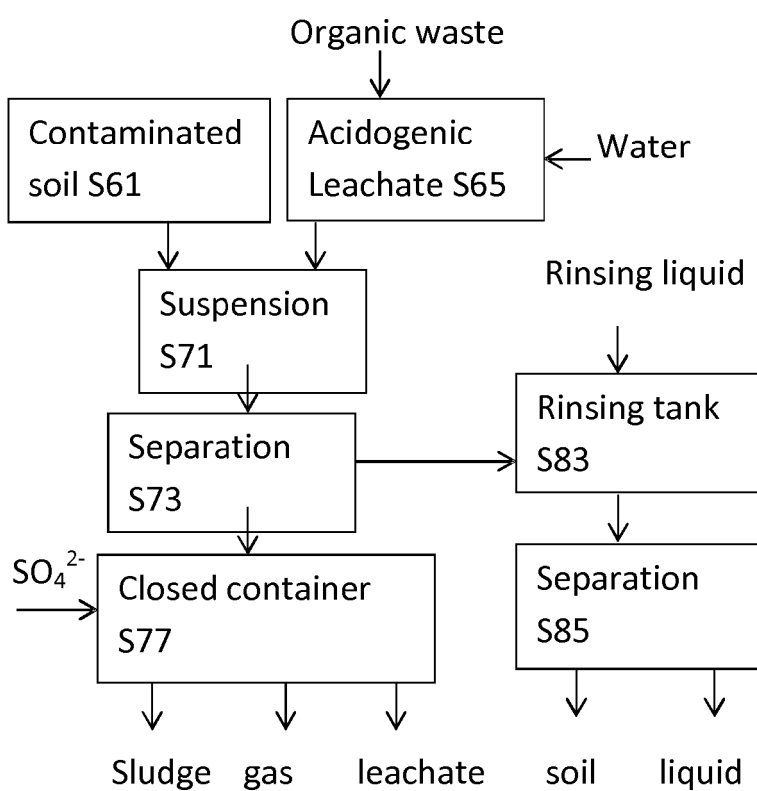 Organic waste
Contaminated
soil S61
Acidogenic
Leachate S65
Water
Suspension
S71
Rinsing liquid
Separation
S73
Rinsing tank
S83
SO₄²⁻
Closed container
S77
Separation
S85
Sludge gas leachate soil liquid